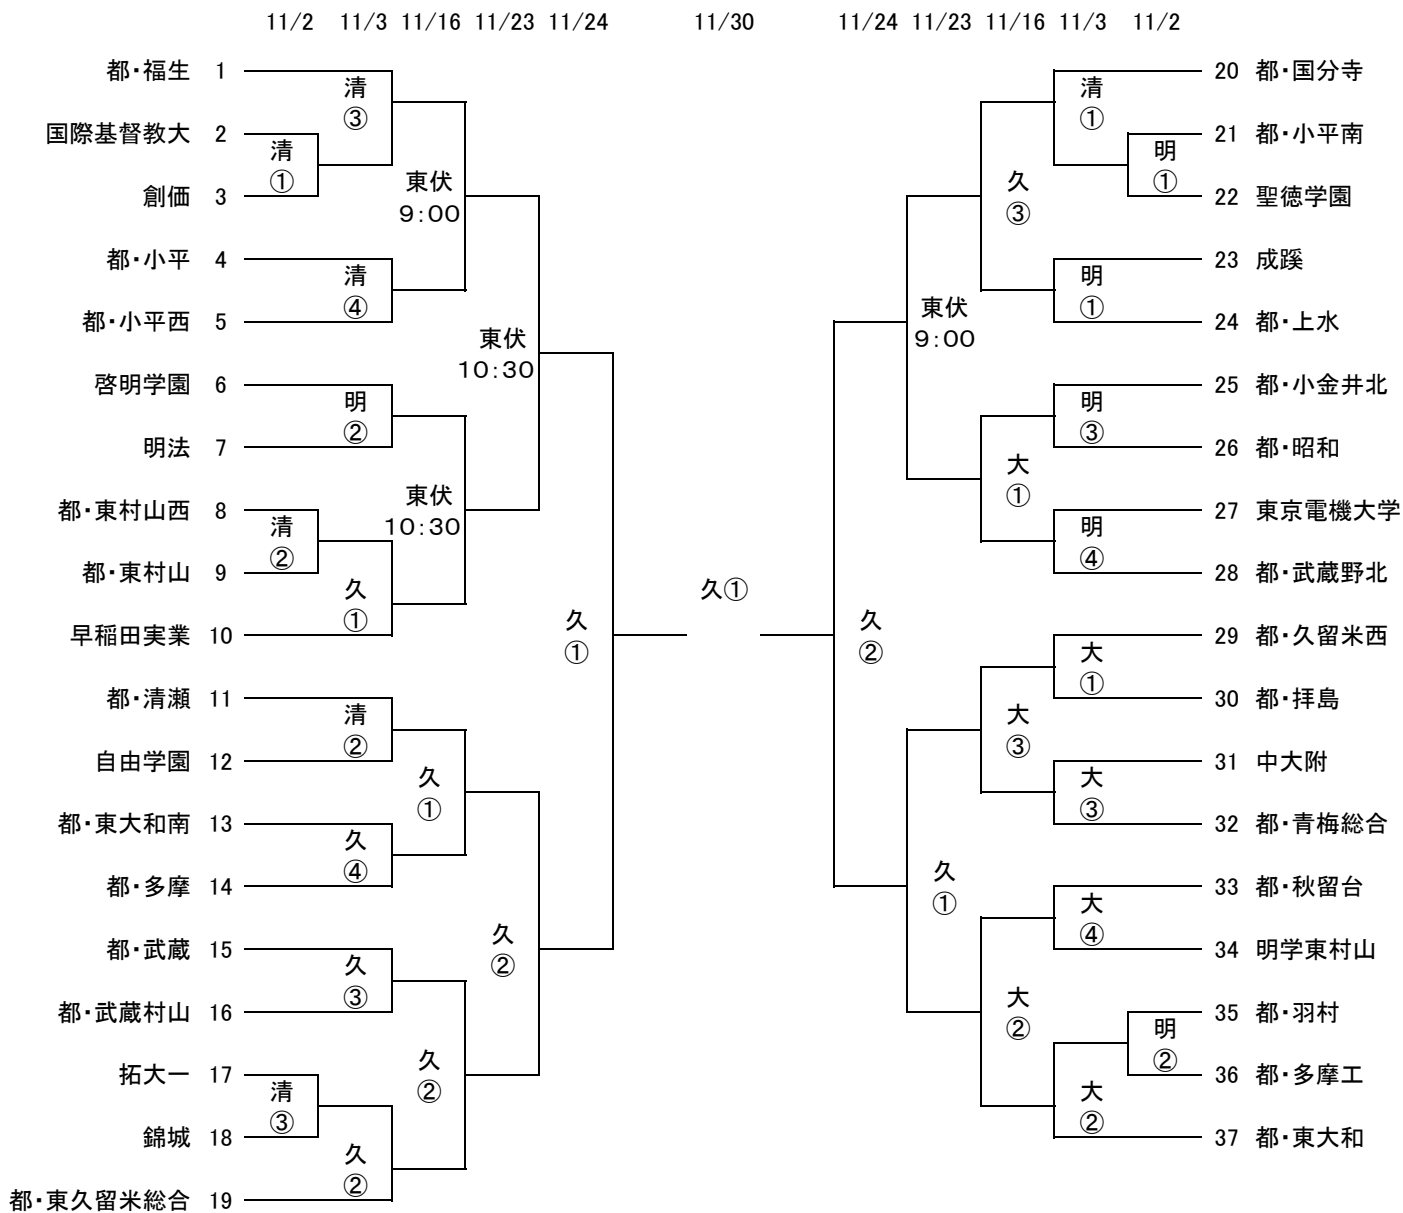 11/2 11/3 11/16 11/23 11/24 11/30 11/24 11/23 11/16 11/3 11/2
都・福生 1
国際基督教大 2
創価 3
都・小平 4
都・小平西 5
啓明学園 6
明法 7
都・東村山西 8
都・東村山 9
早稲田実業 10
都・清瀬 11
自由学園 12
都・東大和南 13
都・多摩 14
都・武蔵 15
都・武蔵村山 16
拓大一 17
錦城 18
都・東久留米総合 19
清
①
清
②
清
③
清
③
清
④
明
②
久
①
清
②
久
④
久
③
久
②
東伏
9:00
東伏
10:30
久
①
久
②
東伏
10:30
久
②
久
①
久①
久
②
東伏
9:00
久
①
久
③
大
①
大
③
大
②
清
①
明
①
明
③
明
④
大
①
大
③
大
④
大
②
明
①
明
②
20 都・国分寺
21 都・小平南
22 聖徳学園
23 成蹊
24 都・上水
25 都・小金井北
26 都・昭和
27 東京電機大学
28 都・武蔵野北
29 都・久留米西
30 都・拝島
31 中大附
32 都・青梅総合
33 都・秋留台
34 明学東村山
35 都・羽村
36 都・多摩工
37 都・東大和